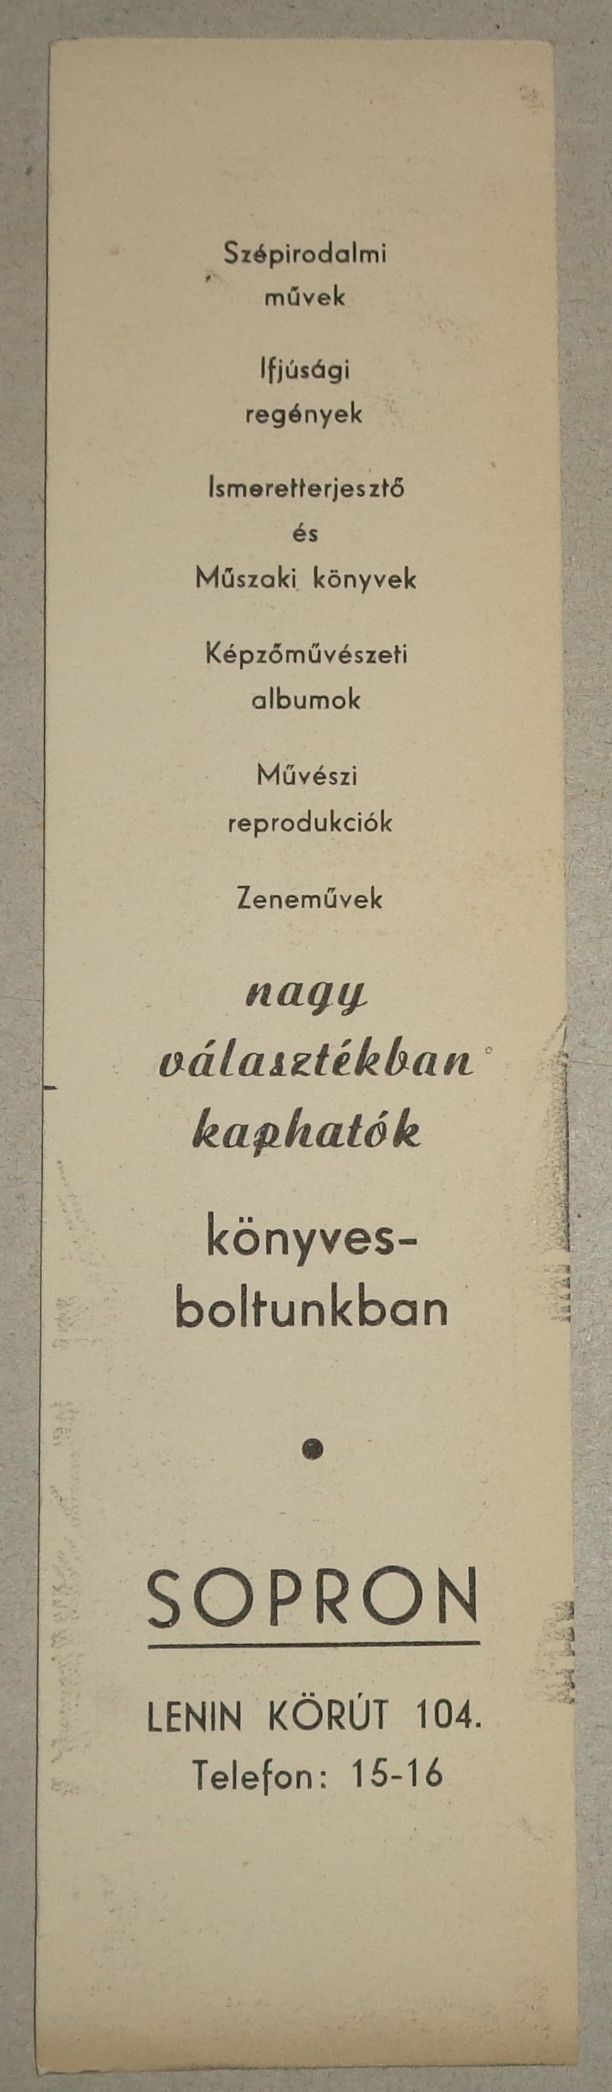 Szépirodalmi
művek
Ifjúsági
regények
Ismeretterjesztő
és
Műszaki könyvek
Képzőművészeti
albumok
Művészi
reprodukciók
Zeneművek
nagy
választékban
kaphatók
könyves-
boltunkban
●
SOPRON
LENIN KÖRÚT 104.
Telefon: 15-16